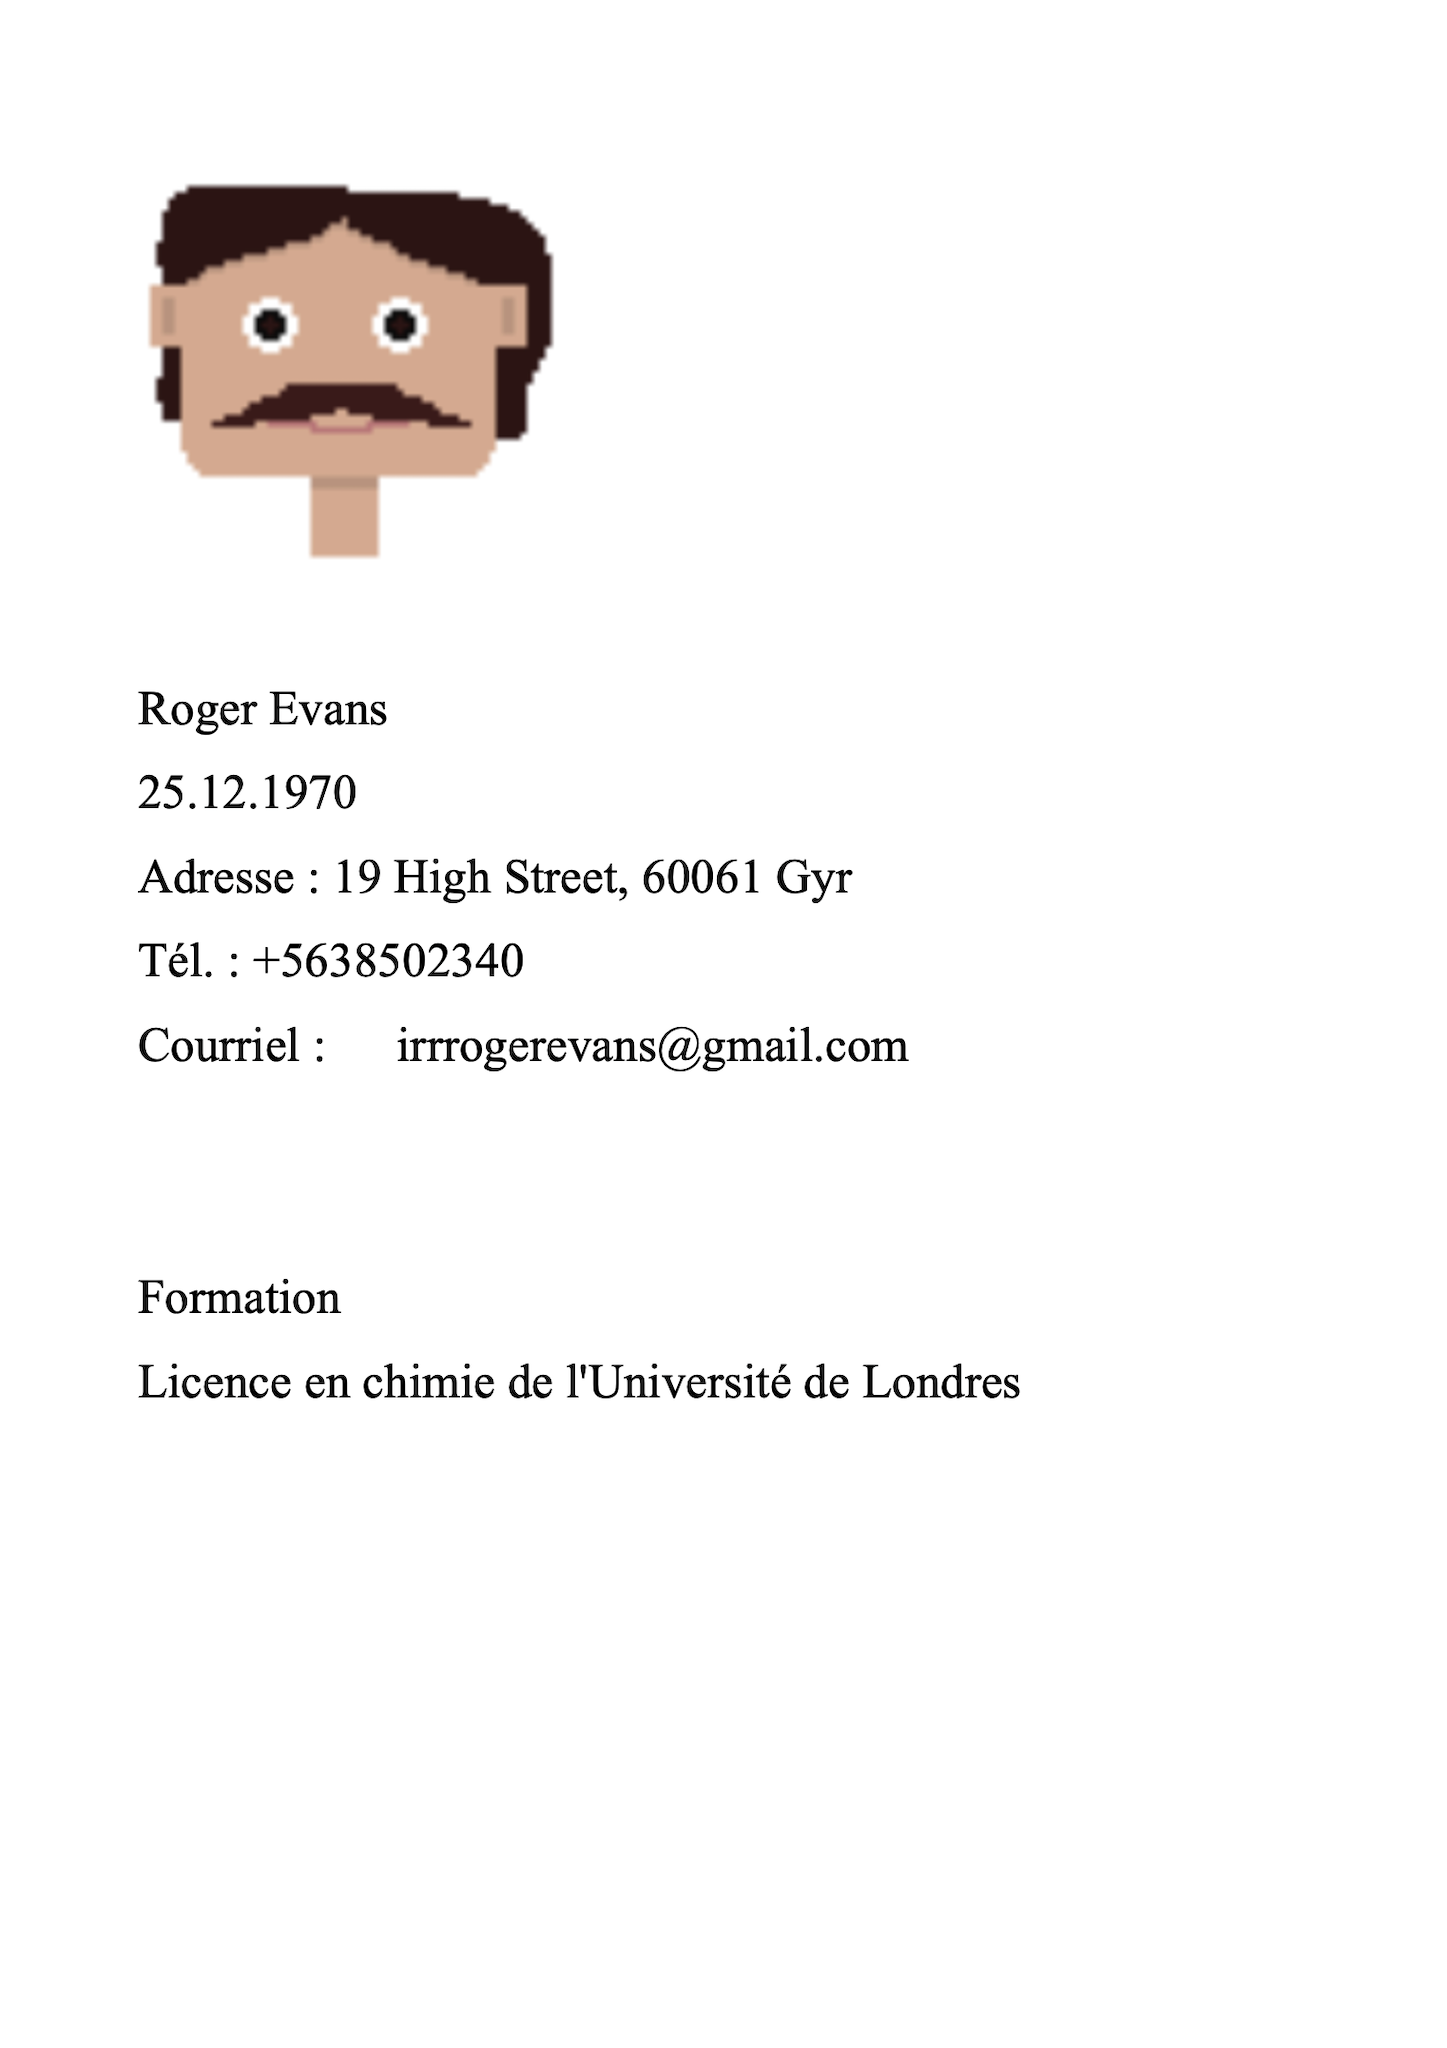 Roger Evans
25.12.1970
Adresse : 19 High Street, 60061 Gyr
Tél. : +5638502340
Courriel : irrrogerevans@gmail.com
Formation
Licence en chimie de l'Université de Londres